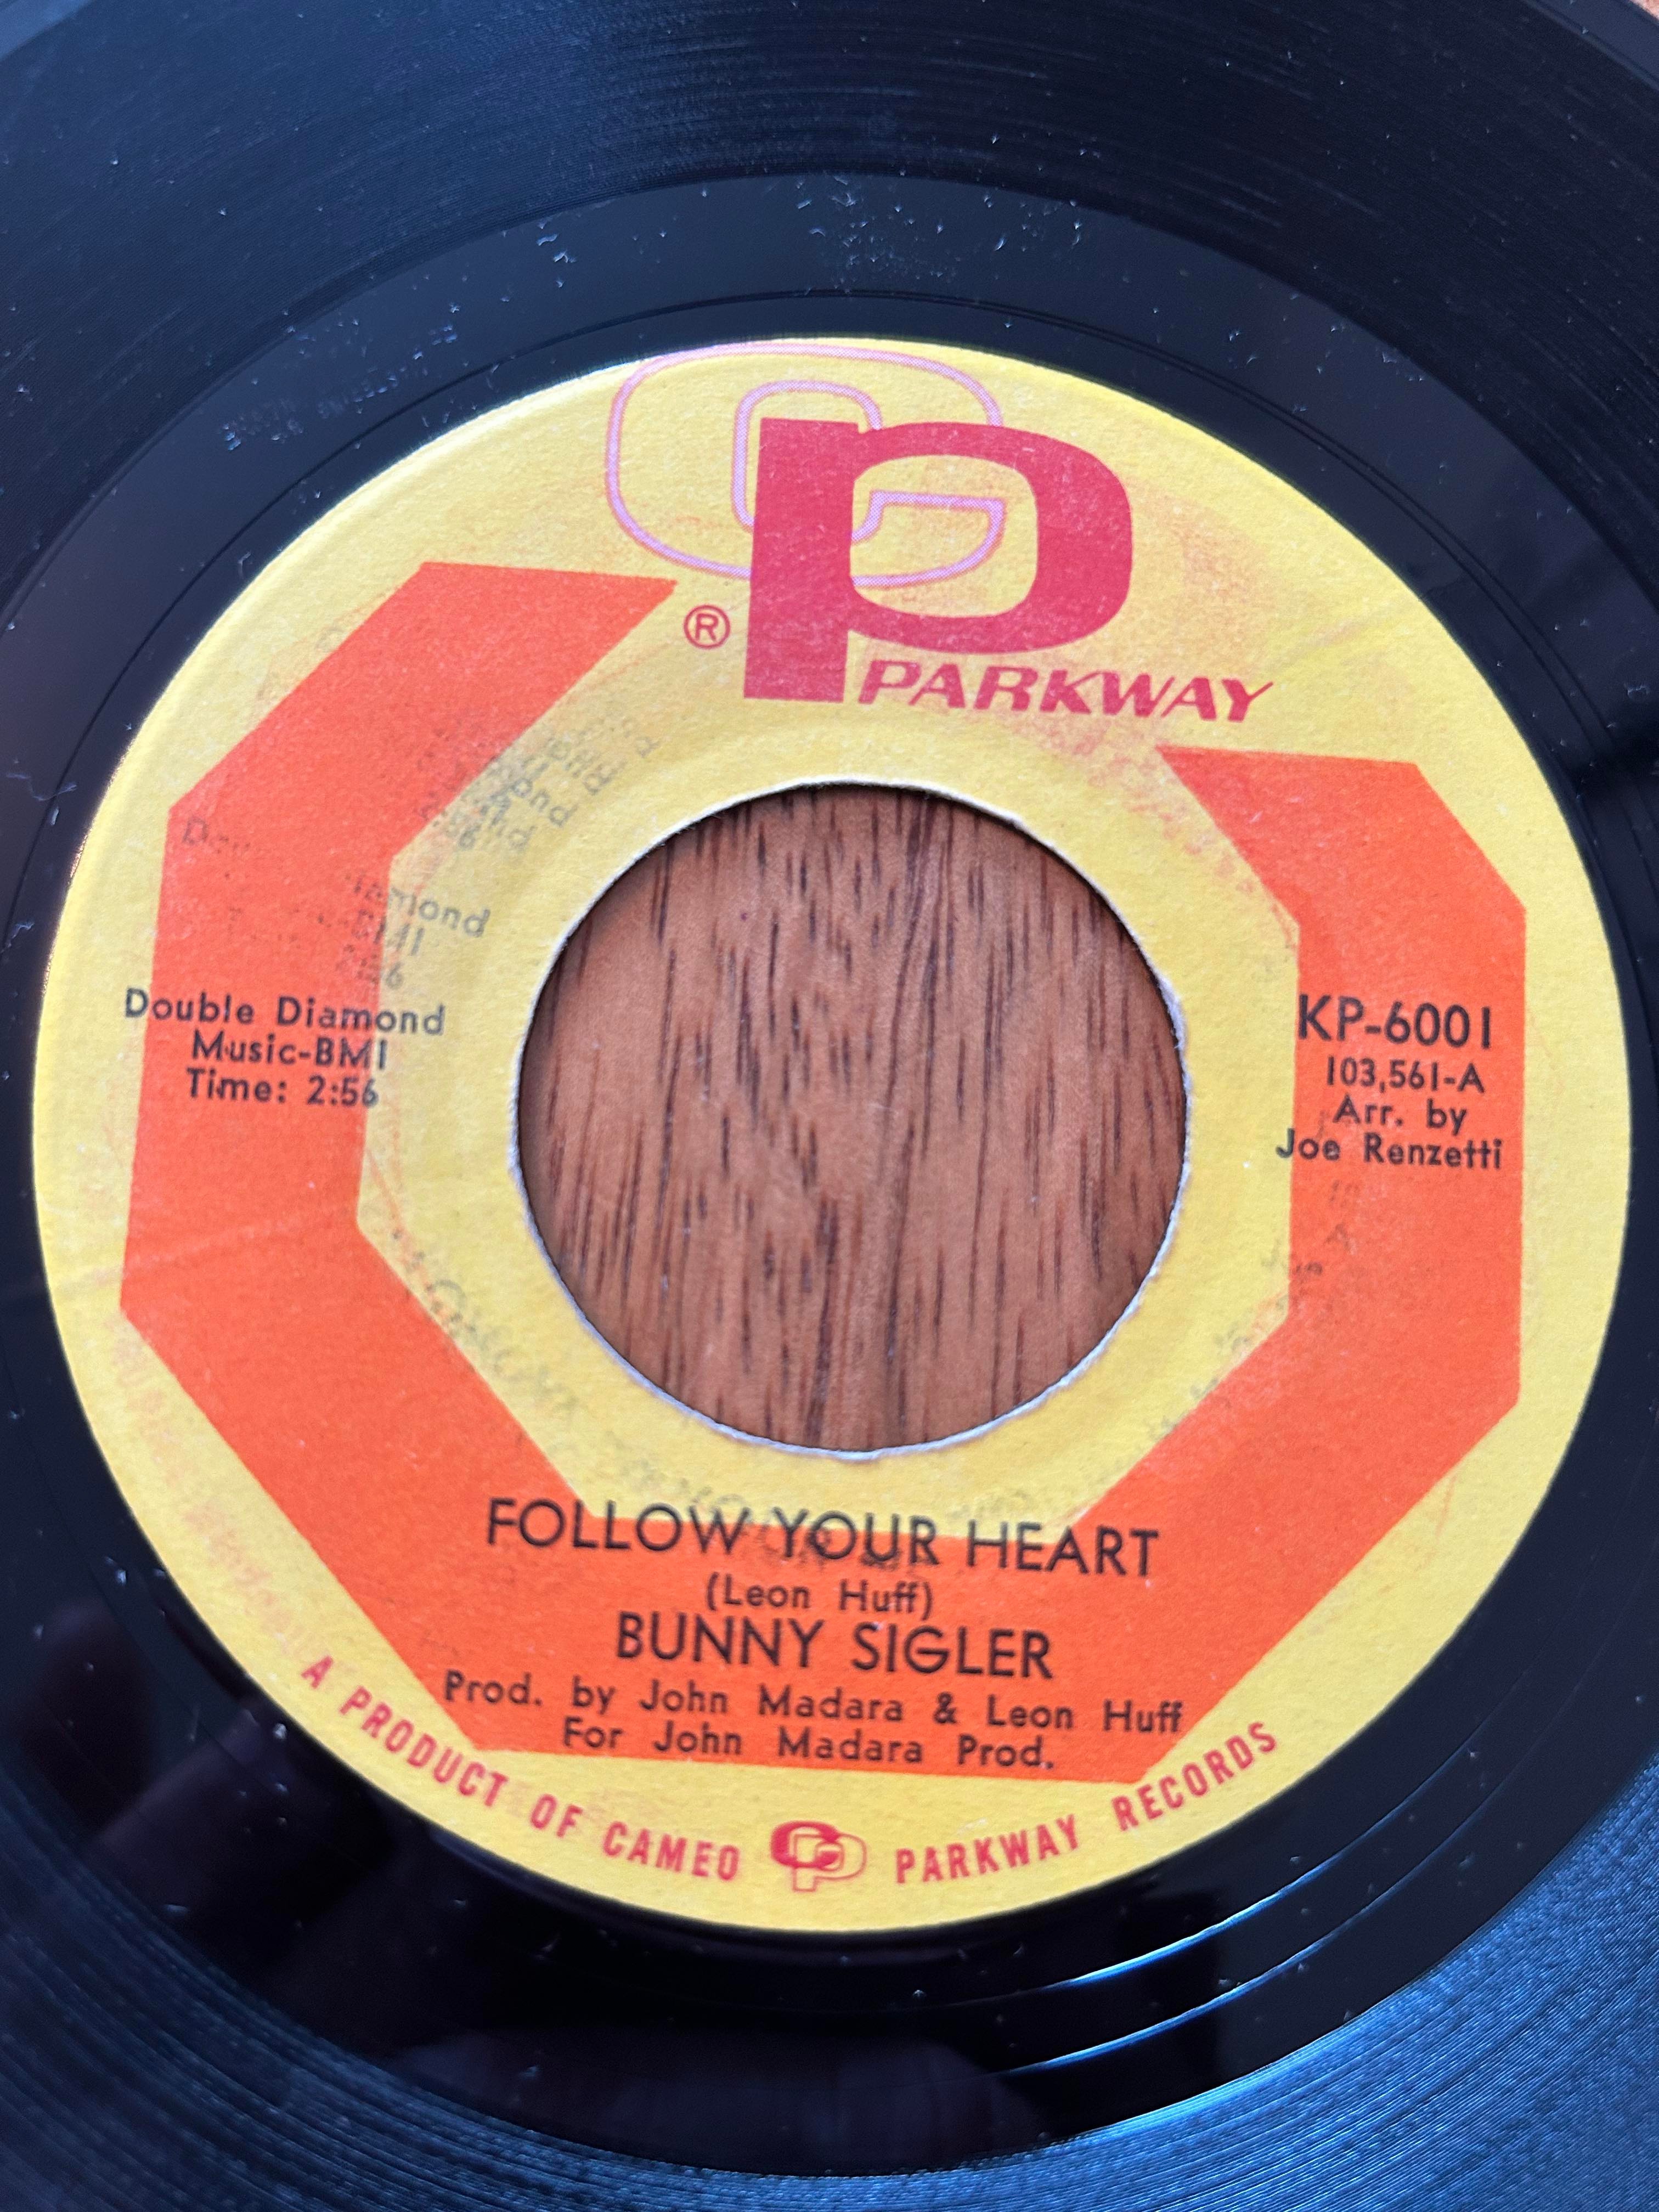 ®
PARKWAY
Double Diamond
Music-BMI
Time: 2:56
KP-6001
103,561-A
Arr. by
Joe Renzetti
FOLLOW YOUR HEART
(Leon Huff)
BUNNY SIGLER
Prod. by John Madara & Leon Huff
For John Madara Prod.
A PRODUCT OF CAMEO PARKWAY RECORDS